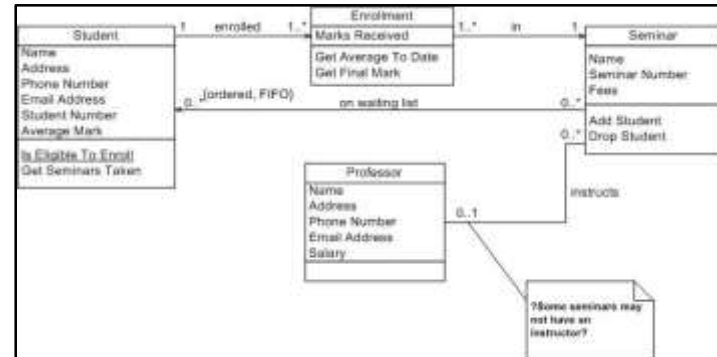 Student
Name
Address
Phone Number
Email Address
Student Number
Average Mark
Is Eligible To Enroll
Get Seminars Taken
1
enrolled
1..*
Enrollment
Marks Received
Get Average To Date
Get Final Mark
1..*
in
1
Seminar
Name
Seminar Number
Fees
Add Student
Drop Student
{ordered, FIFO}
0..*
on waiting list
0..*
0..*
instructs
Professor
Name
Address
Phone Number
Email Address
Salary
0..1
?Some seminars may
not have an
instructor?